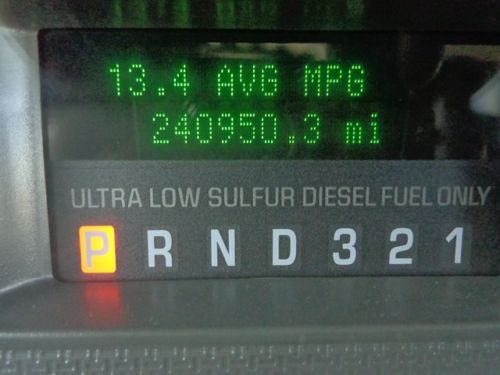 13.4 AVG MPG
240950.3 mi
ULTRA LOW SULFUR DIESEL FUEL ONLY
P R N D 3 2 1